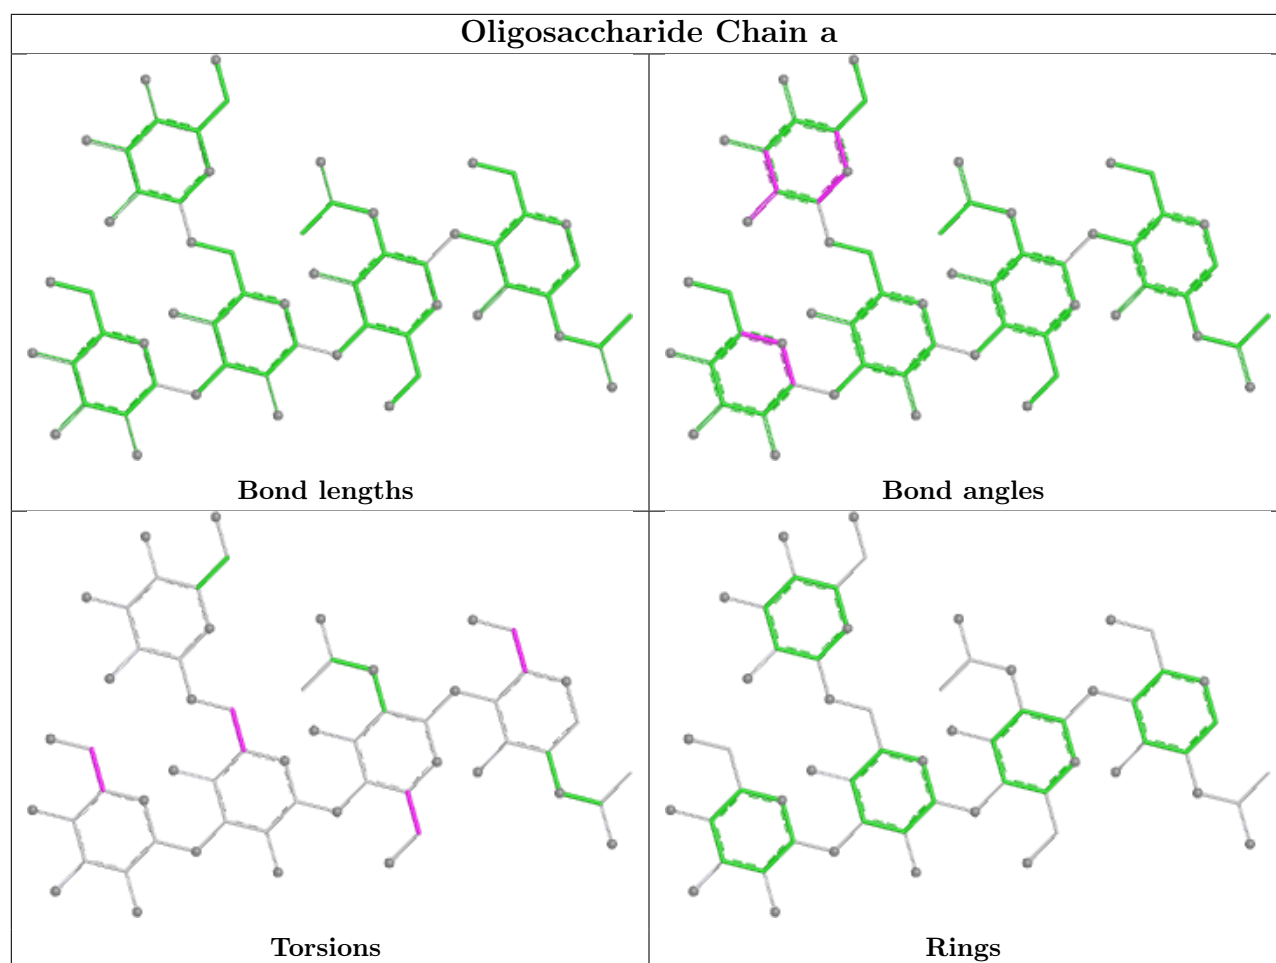 Oligosaccharide Chain a
Bond lengths
Bond angles
Torsions
Rings